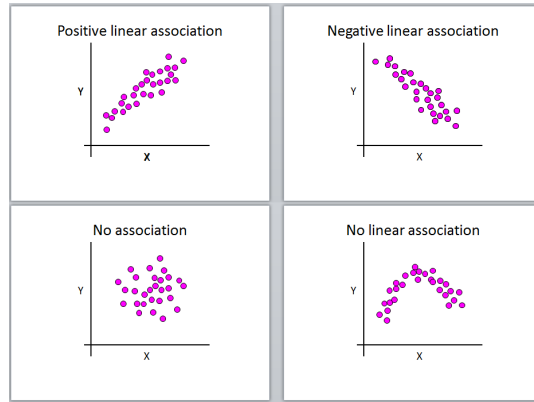 Positive linear association
Y
X
Negative linear association
Y
X
No association
Y
X
No linear association
Y
X